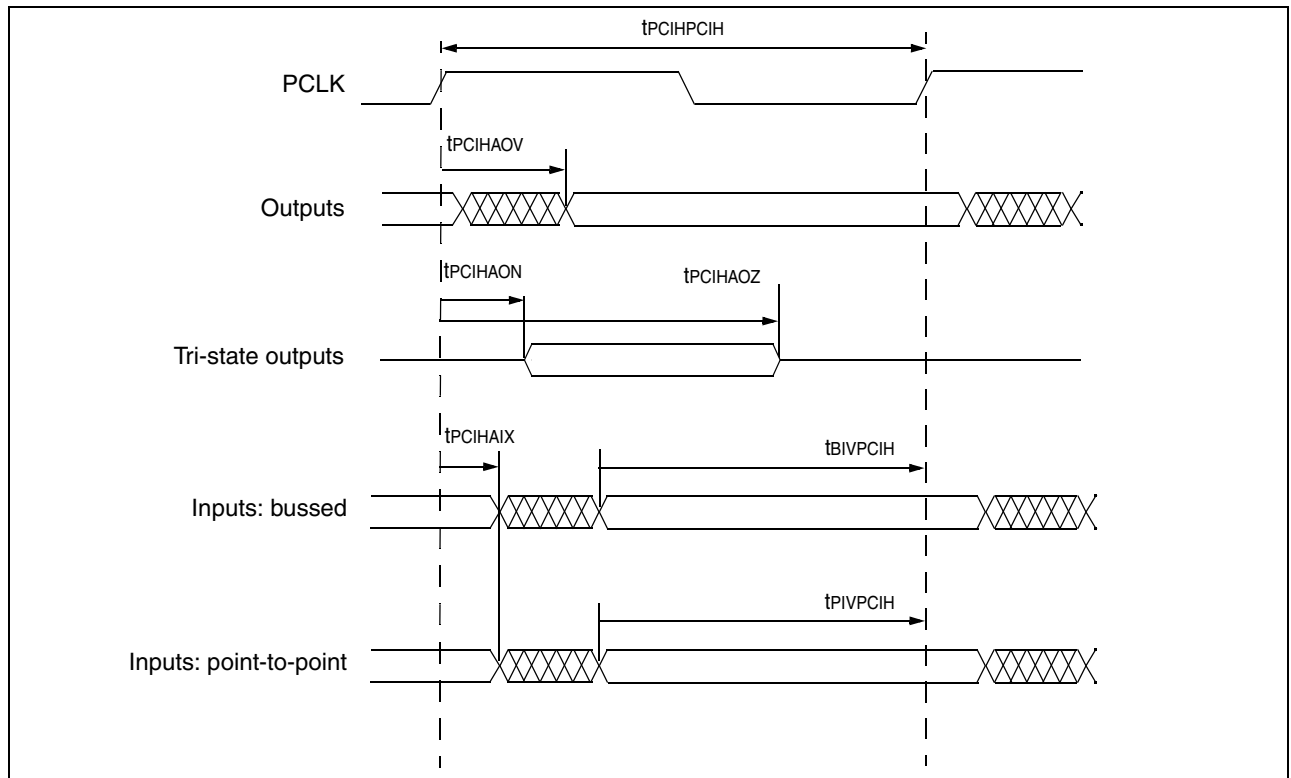 tPCIHPCIH
PCLK
tPCIHAOV
Outputs
tPCIHAON
tPCIHAOZ
Tri-state outputs
tPCIHAIX
tBIVPCIH
Inputs: bussed
tPIVPCIH
Inputs: point-to-point